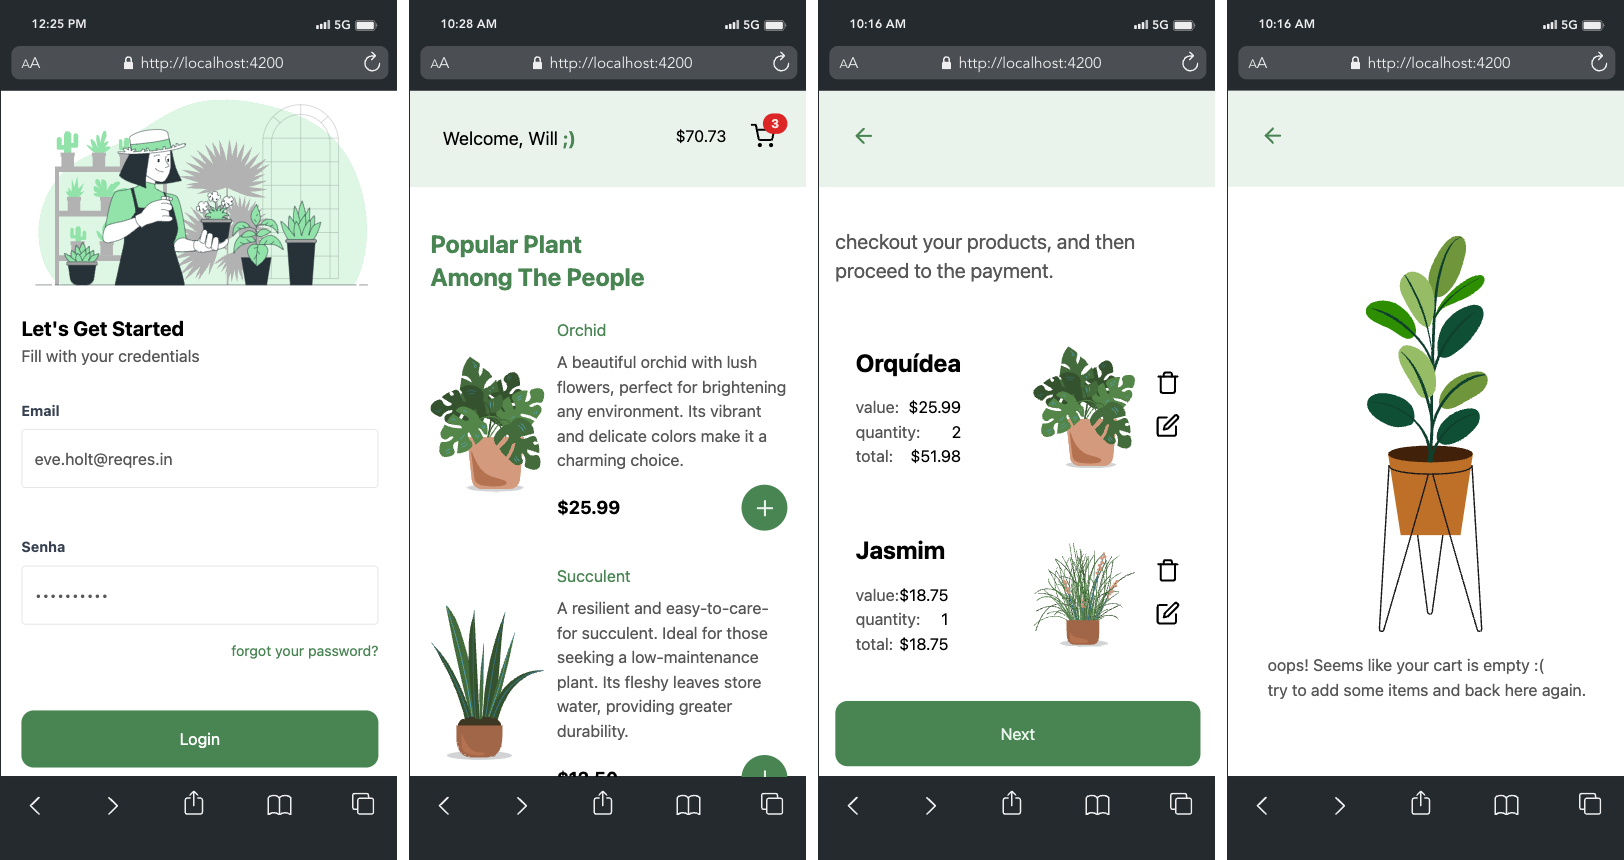 12:25 PM
5G
AA
http://localhost:4200
Let's Get Started
Fill with your credentials
Email
eve.holt@reqres.in
Senha
••••••••••
forgot your password?
Login
10:28 AM
5G
AA
http://localhost:4200
Welcome, Will ;)
$70.73
3
Popular Plant
Among The People
Orchid
A beautiful orchid with lush
flowers, perfect for brightening
any environment. Its vibrant
and delicate colors make it a
charming choice.
$25.99
Succulent
A resilient and easy-to-care-
for succulent. Ideal for those
seeking a low-maintenance
plant. Its fleshy leaves store
water, providing greater
durability.
10:16 AM
5G
AA
http://localhost:4200
checkout your products, and then
proceed to the payment.
Orquídea
value: $25.99
quantity: 2
total: $51.98
Jasmim
value:$18.75
quantity: 1
total: $18.75
Next
10:16 AM
5G
AA
http://localhost:4200
oops! Seems like your cart is empty :(
try to add some items and back here again.